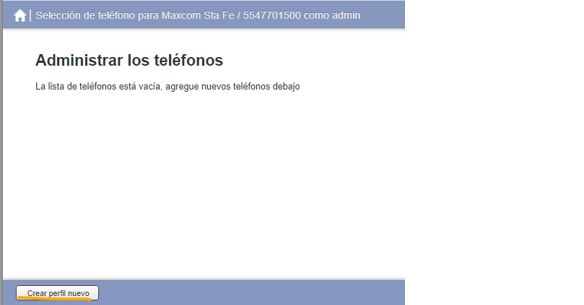 Selección de teléfono para Maxcom Sta Fe / 5547701500 como admin
Administrar los teléfonos
La lista de teléfonos está vacía, agregue nuevos teléfonos debajo
Crear perfil nuevo